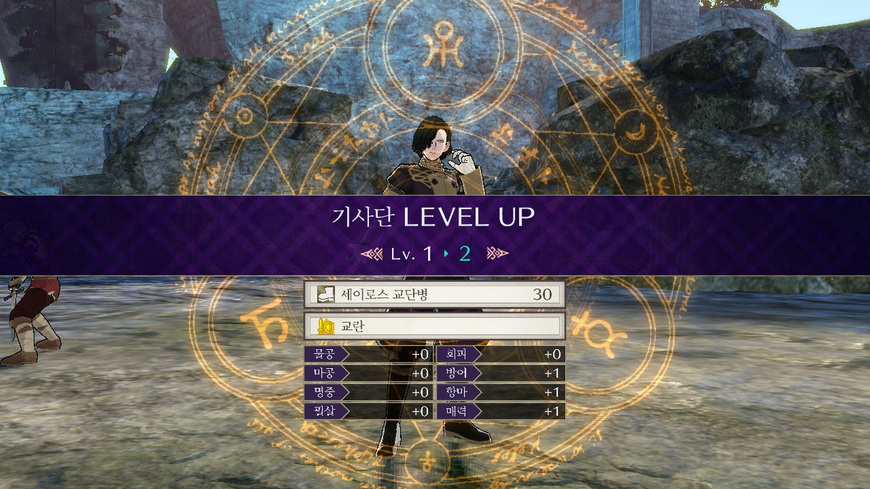 기사단 LEVEL UP
Lv. 1 2
세이로스 교단병 30
교란
물공 +0 회피 +0
마공 +0 방어 +1
명중 +0 항마 +1
필살 +0 매력 +1